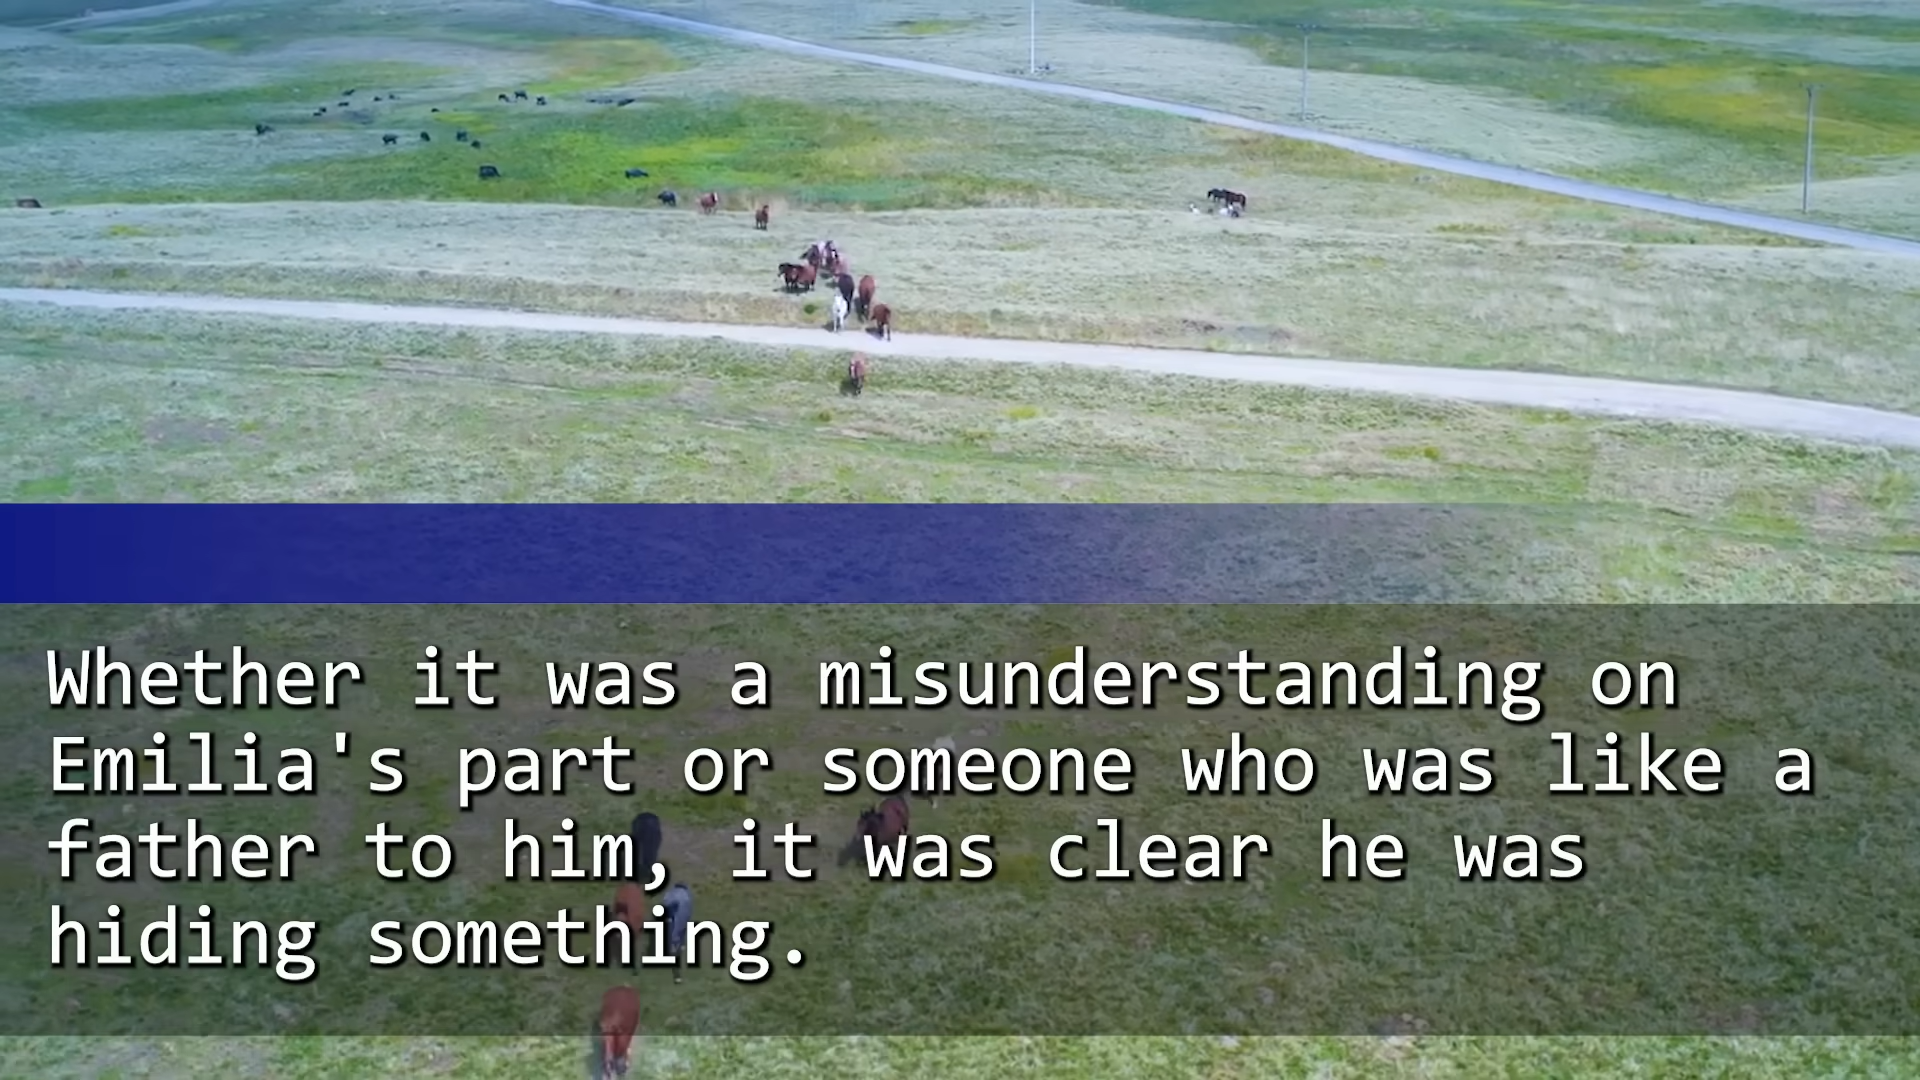 Whether it was a misunderstanding on
Emilia's part or someone who was like a
father to him, it was clear he was
hiding something.